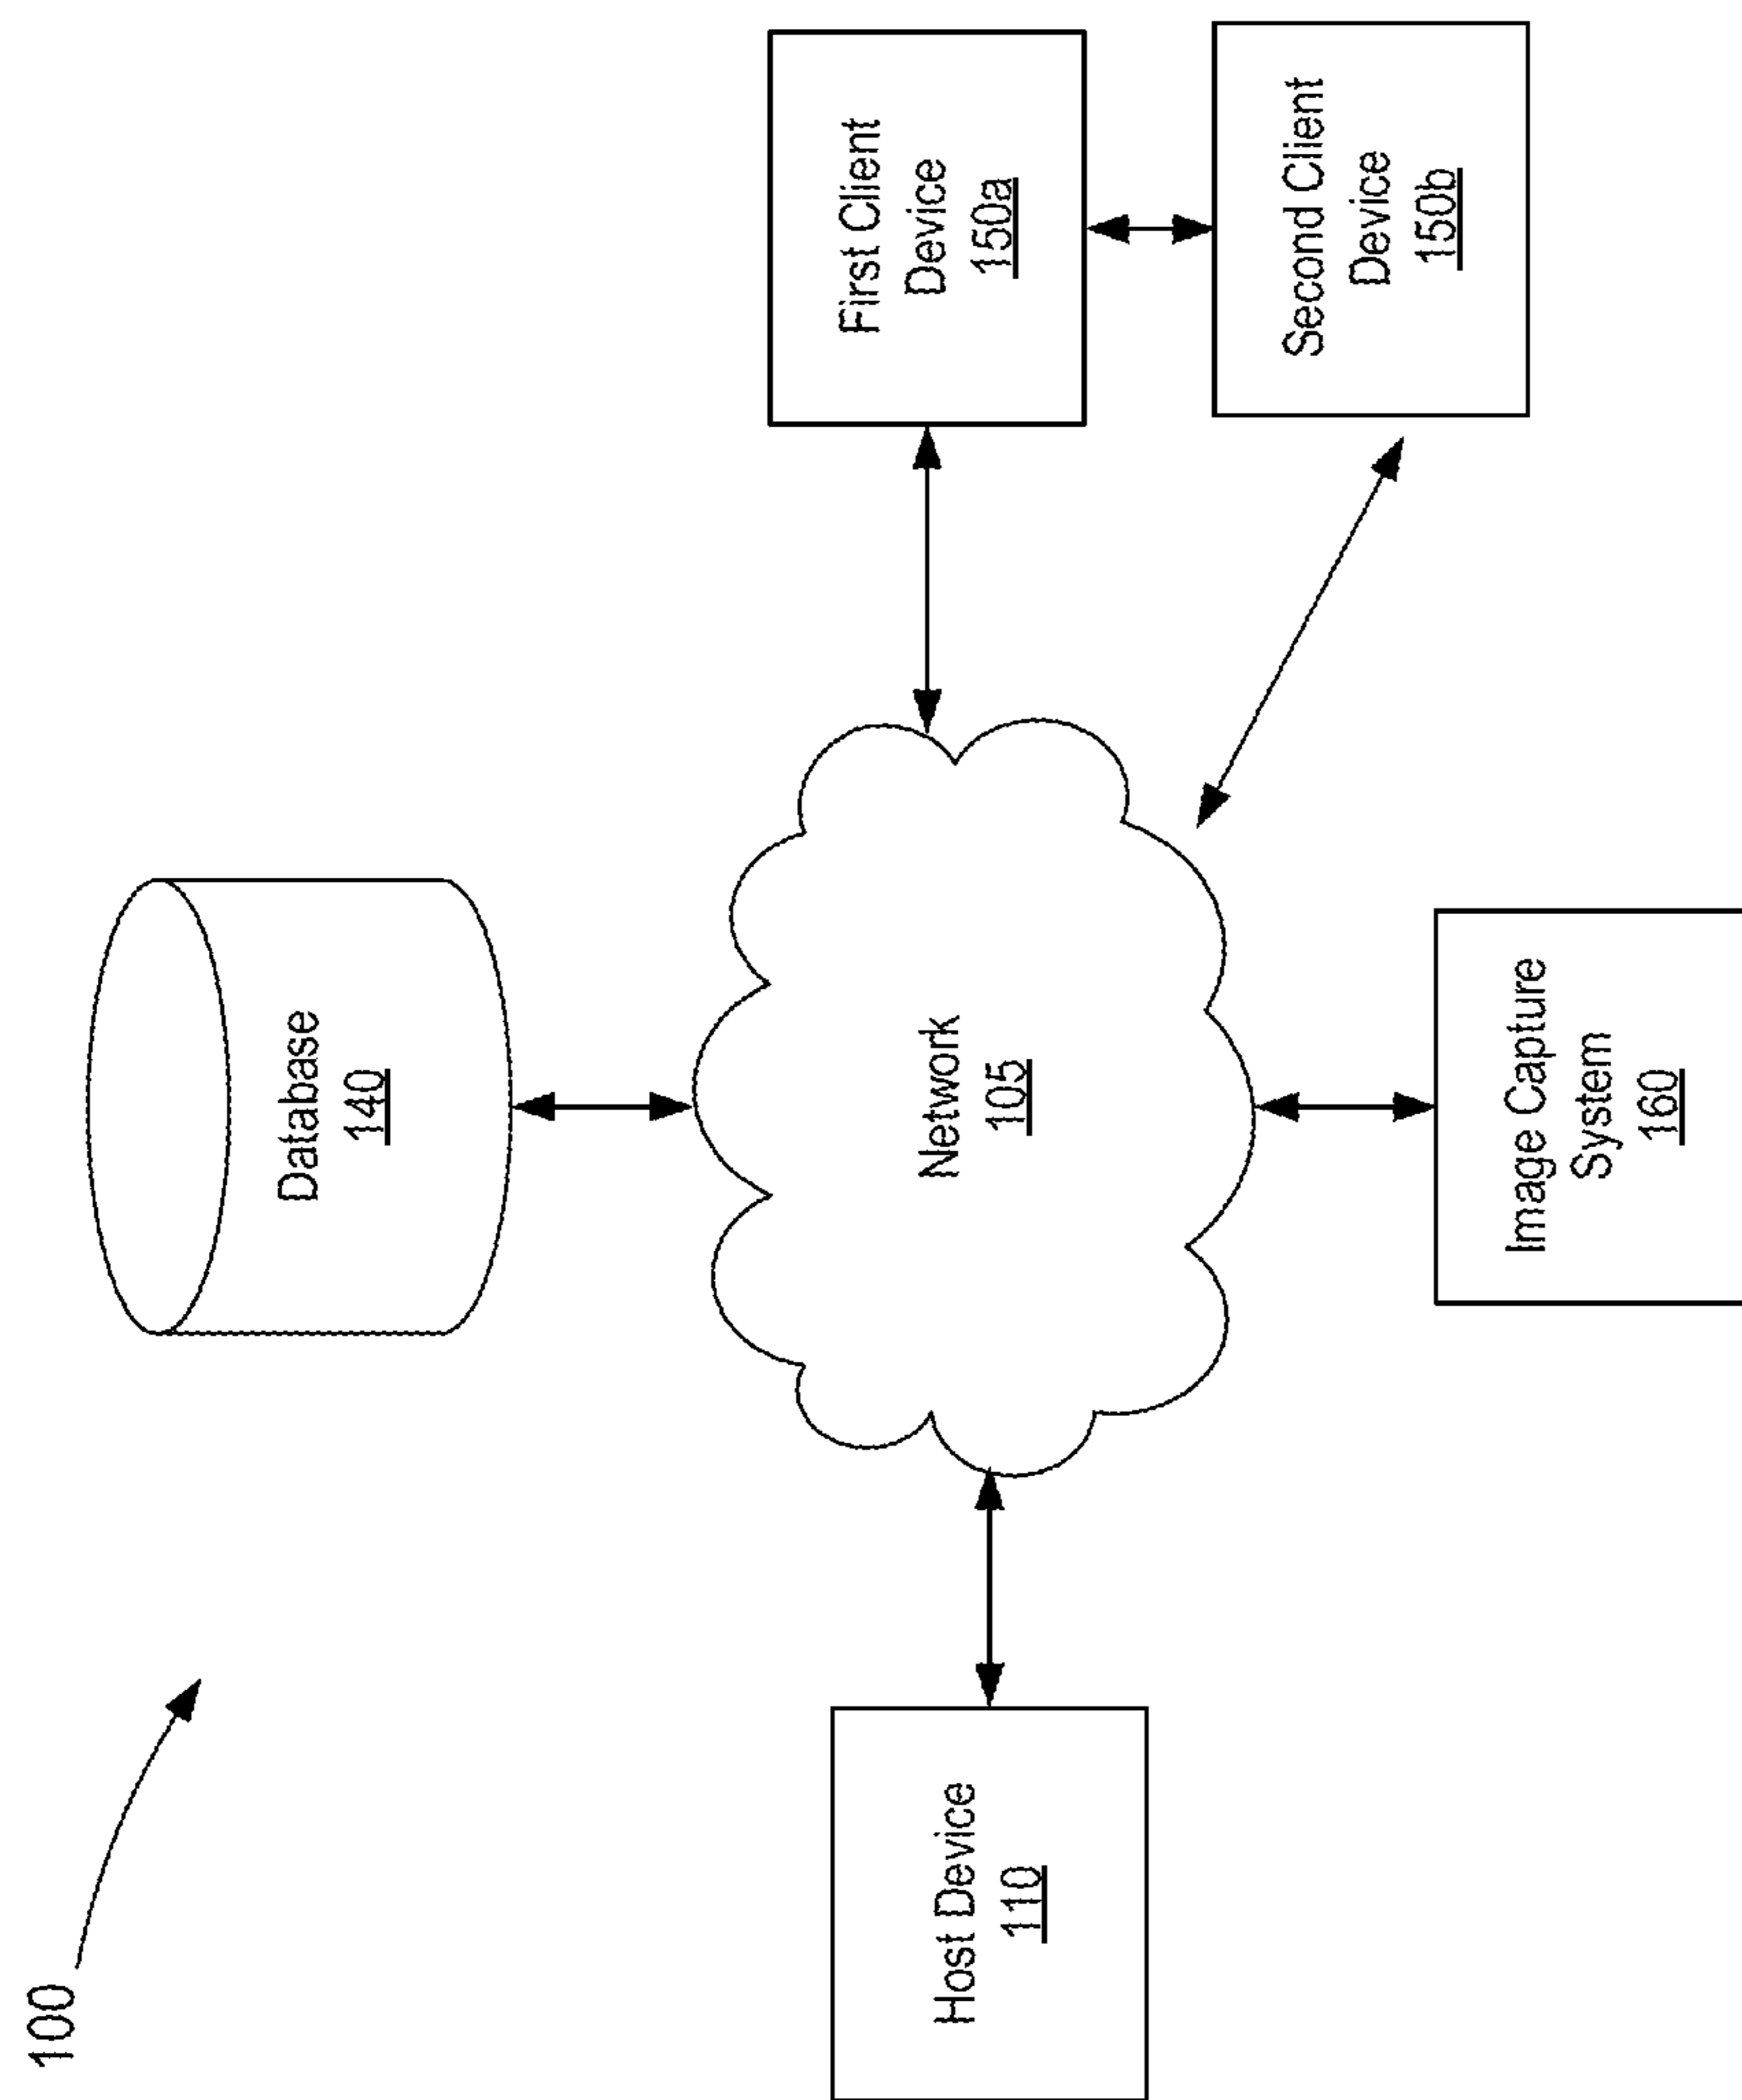 100
Database
140
First Client
Device
150a
Host Device
110
Network
105
Second Client
Device
150b
Image Capture
System
160